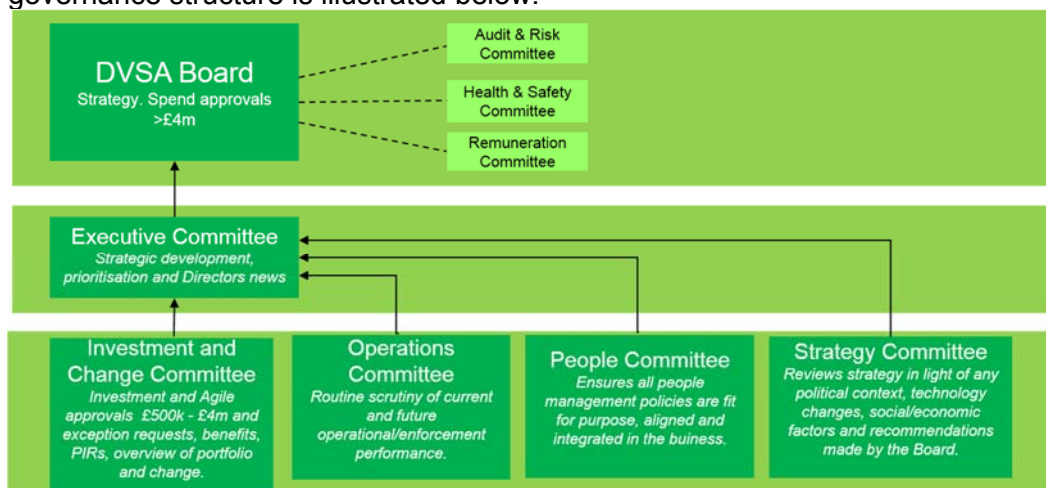 governance structure is illustrated below.
DVSA Board
Strategy. Spend approvals
>£4m
Audit & Risk
Committee
Health & Safety
Committee
Remuneration
Committee
Executive Committee
Strategic development,
prioritisation and Directors news
Investment and
Change Committee
Investment and Agile
approvals £500k - £4m and
exception requests, benefits,
PIRs, overview of portfolio
and change.
Operations
Committee
Routine scrutiny of current
and future
operational/enforcement
performance.
People Committee
Ensures all people
management policies are fit
for purpose, aligned and
integrated in the buiness.
Strategy Committee
Reviews strategy in light of any
political context, technology
changes, social/economic
factors and recommendations
made by the Board.